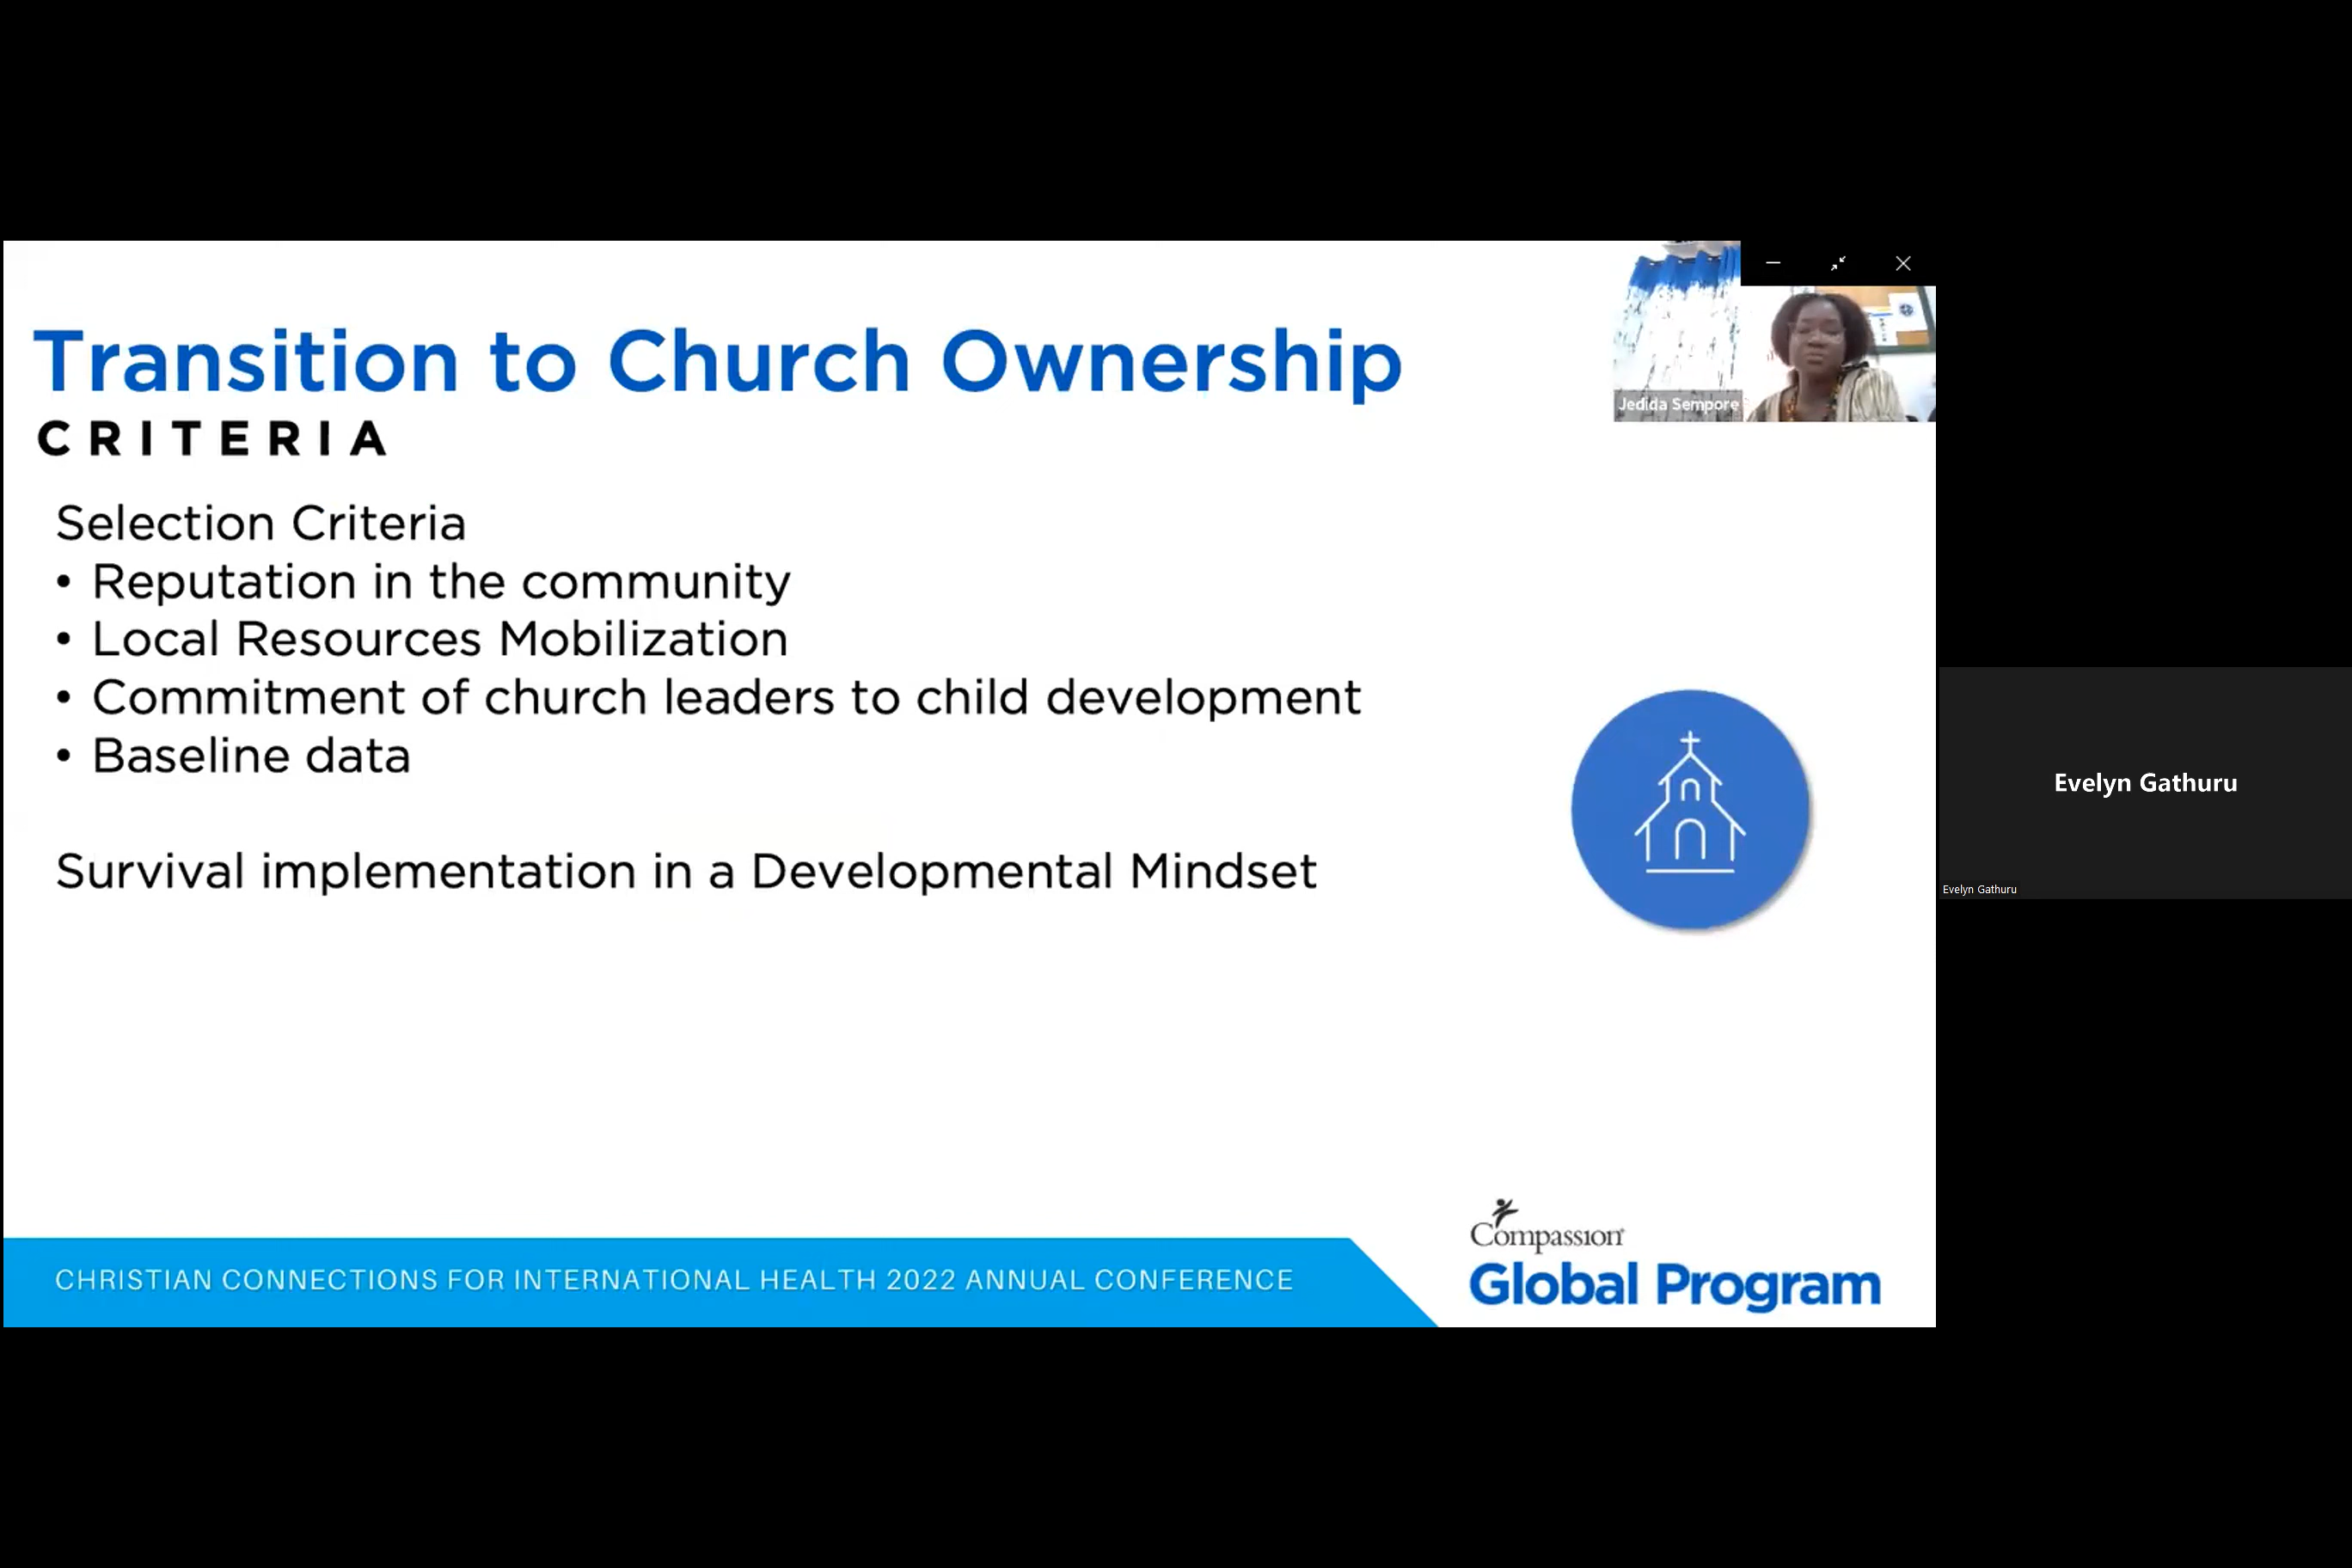 Transition to Church Ownership
CRITERIA
Selection Criteria
• Reputation in the community
• Local Resources Mobilization
• Commitment of church leaders to child development
• Baseline data
Survival implementation in a Developmental Mindset
Jedida Sempore
Evelyn Gathuru
Evelyn Gathuru
CHRISTIAN CONNECTIONS FOR INTERNATIONAL HEALTH 2022 ANNUAL CONFERENCE
Compassion
Global Program